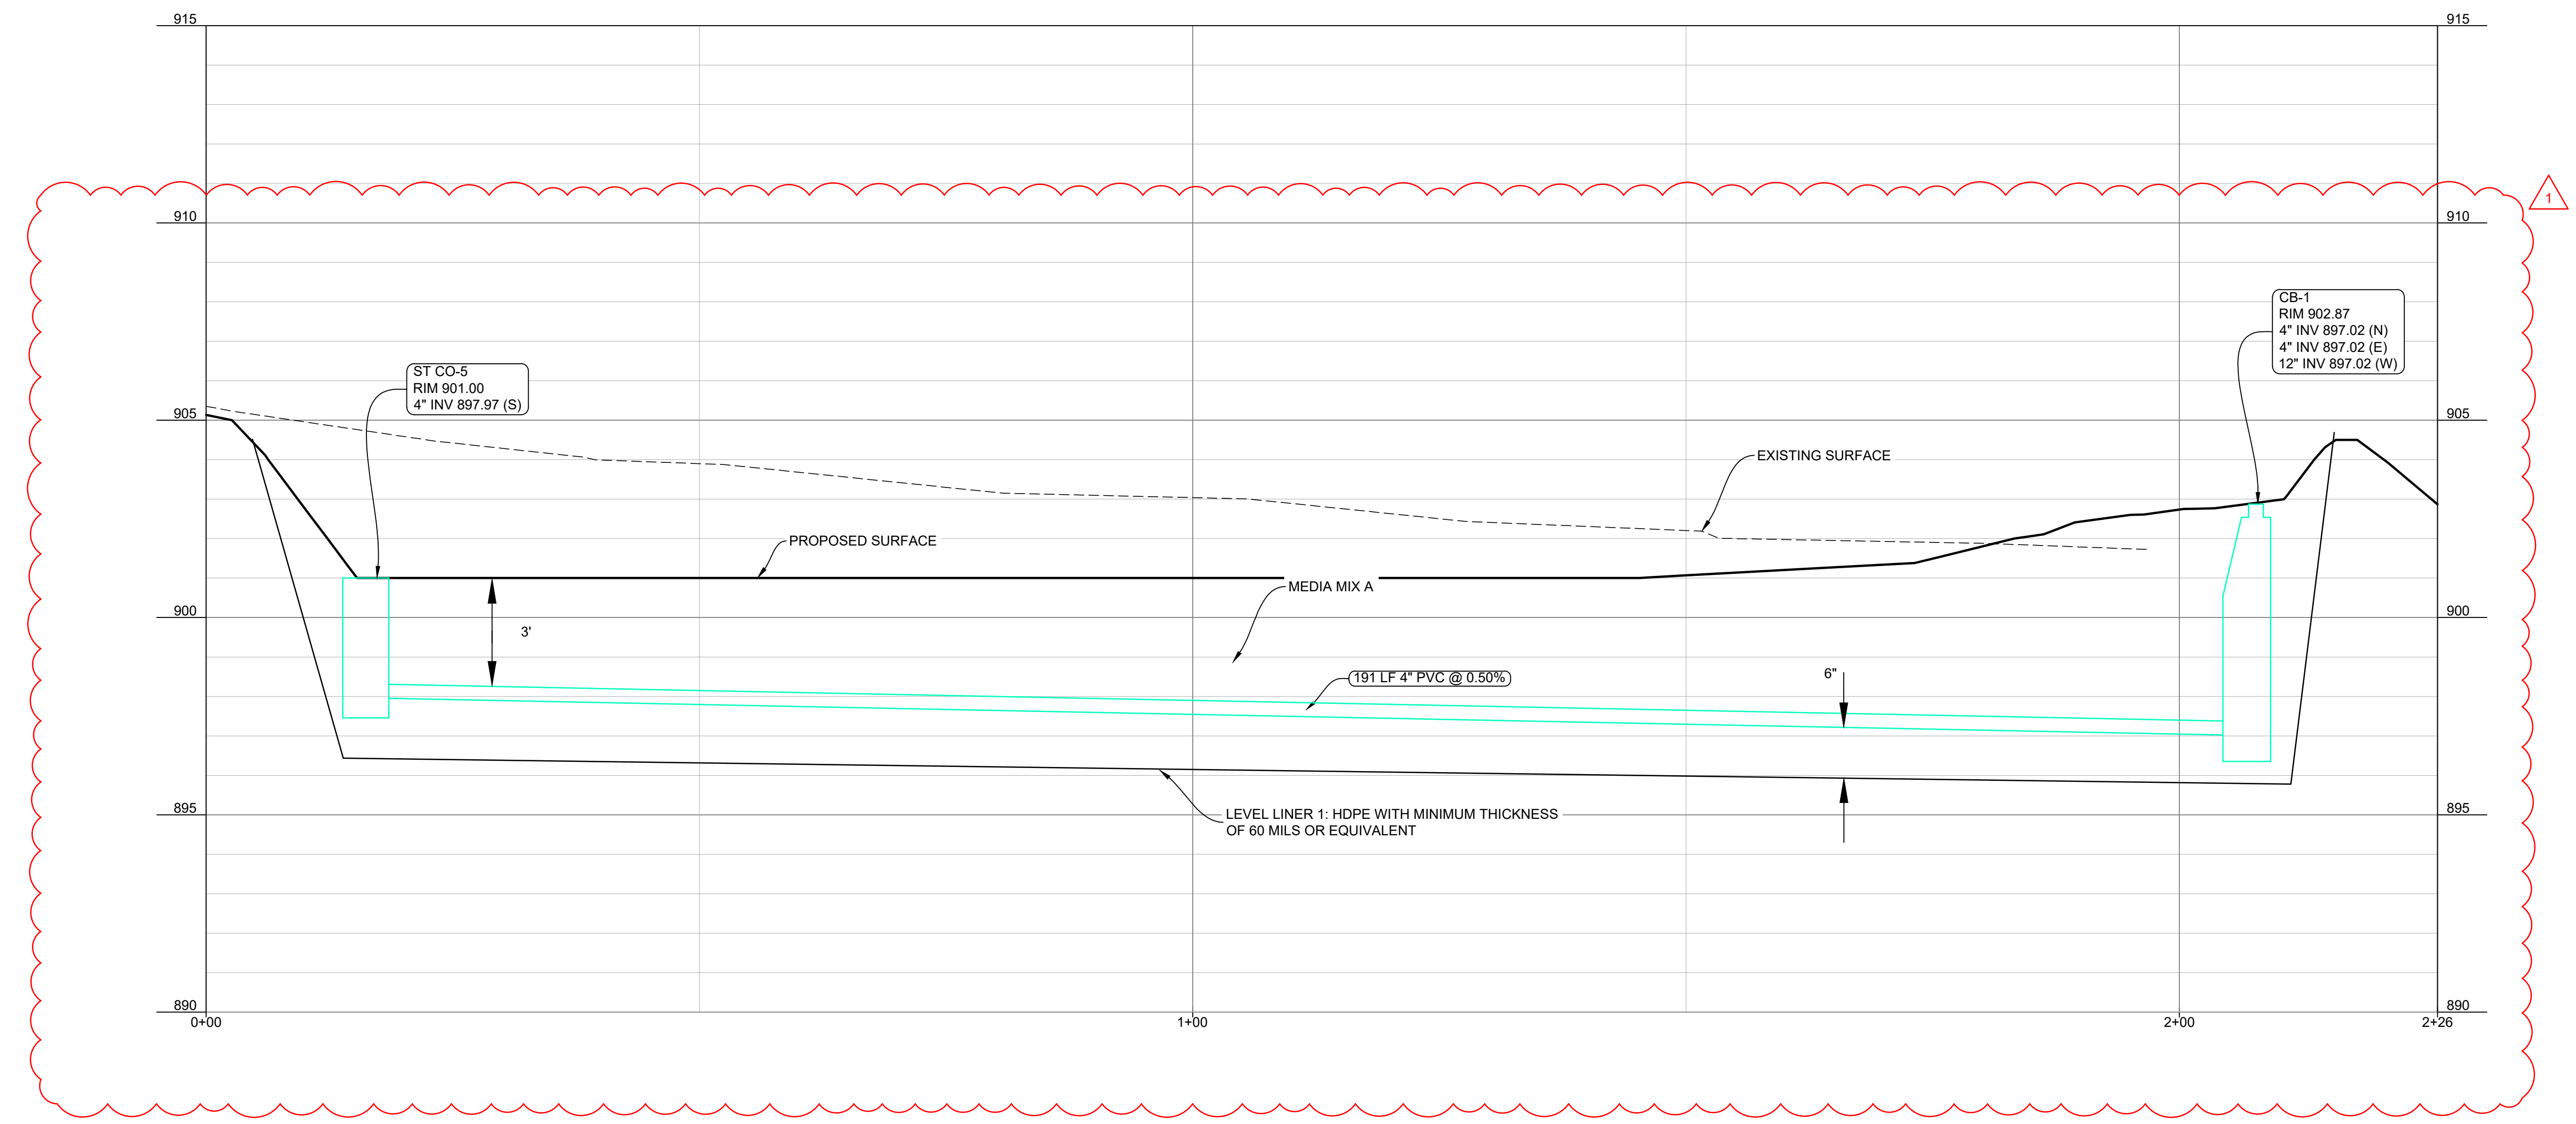 915
915
1
910
910
CB-1
RIM 902.87
4" INV 897.02 (N)
4" INV 897.02 (E)
12" INV 897.02 (W)
ST CO-5
RIM 901.00
4" INV 897.97 (S)
905
905
EXISTING SURFACE
PROPOSED SURFACE
MEDIA MIX A
900
900
3'
6"
191 LF 4" PVC @ 0.50%
895
895
LEVEL LINER 1: HDPE WITH MINIMUM THICKNESS
OF 60 MILS OR EQUIVALENT
890
890
0+00
1+00
2+00
2+26